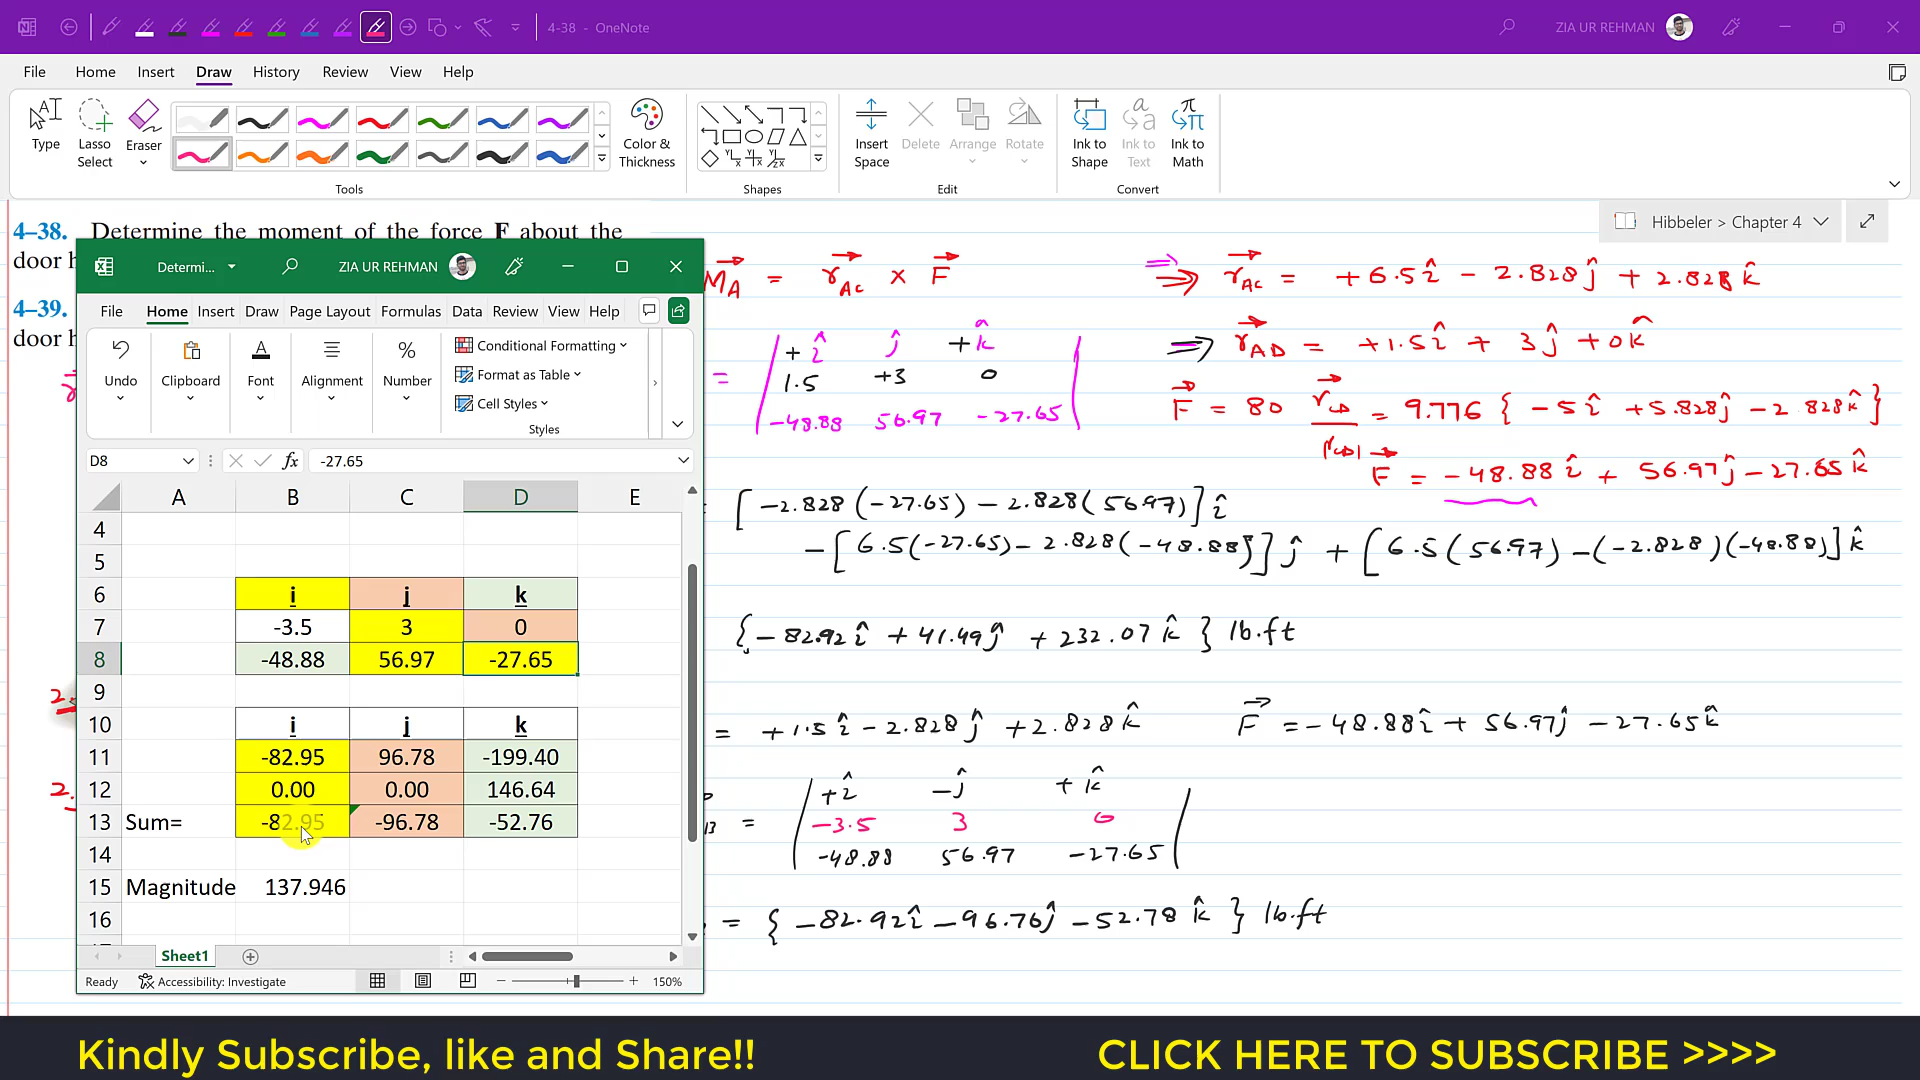 4-38 - OneNote
ZIA UR REHMAN
File Home Insert Draw History Review View Help
Type
Lasso Select
Eraser
Color & Thickness
Insert Space
Delete
Arrange
Rotate
Ink to Shape
Ink to Text
Ink to Math
Tools
Shapes
Edit
Convert
Hibbeler > Chapter 4
4–38. Determine the moment of the force F about the
door h
4–39.
door h
Determi...
ZIA UR REHMAN
File Home Insert Draw Page Layout Formulas Data Review View Help
Undo
Clipboard
Font
Alignment
Number
Conditional Formatting
Format as Table
Cell Styles
Styles
D8 fx -27.65
A B C D E
4
5
6 i j k
7 -3.5 3 0
8 -48.88 56.97 -27.65
9
10 i j k
11 -82.95 96.78 -199.40
12 0.00 0.00 146.64
13 Sum= -82.95 -96.78 -52.76
14
15 Magnitude 137.946
16
Sheet1
Ready Accessibility: Investigate 150%
M_A = r_AC × F
⇒ r_AC = +6.5î - 2.828ĵ + 2.828k̂
⇒ r_AD = +1.5î + 3ĵ + 0k̂
= | +î ĵ +k̂ |
1.5 +3 0
-48.88 56.97 -27.65
F = 80 r_CD / |r_CD| = 9.776 { -5î +5.828ĵ - 2.828k̂ }
F = -48.88î + 56.97ĵ - 27.65k̂
= [-2.828(-27.65) - 2.828(56.97)]î
-[6.5(-27.65) - 2.828(-48.88)]ĵ + [6.5(56.97) - (-2.828)(-48.88)]k̂
{-82.92î + 41.49ĵ + 232.07k̂} lb.ft
= +1.5î - 2.828ĵ + 2.828k̂
F = -48.88î + 56.97ĵ - 27.65k̂
= | +î -ĵ +k̂ |
-3.5 3 0
-48.88 56.97 -27.65
= {-82.92î - 96.76ĵ - 52.78k̂} lb.ft
Kindly Subscribe, like and Share!!
CLICK HERE TO SUBSCRIBE >>>>